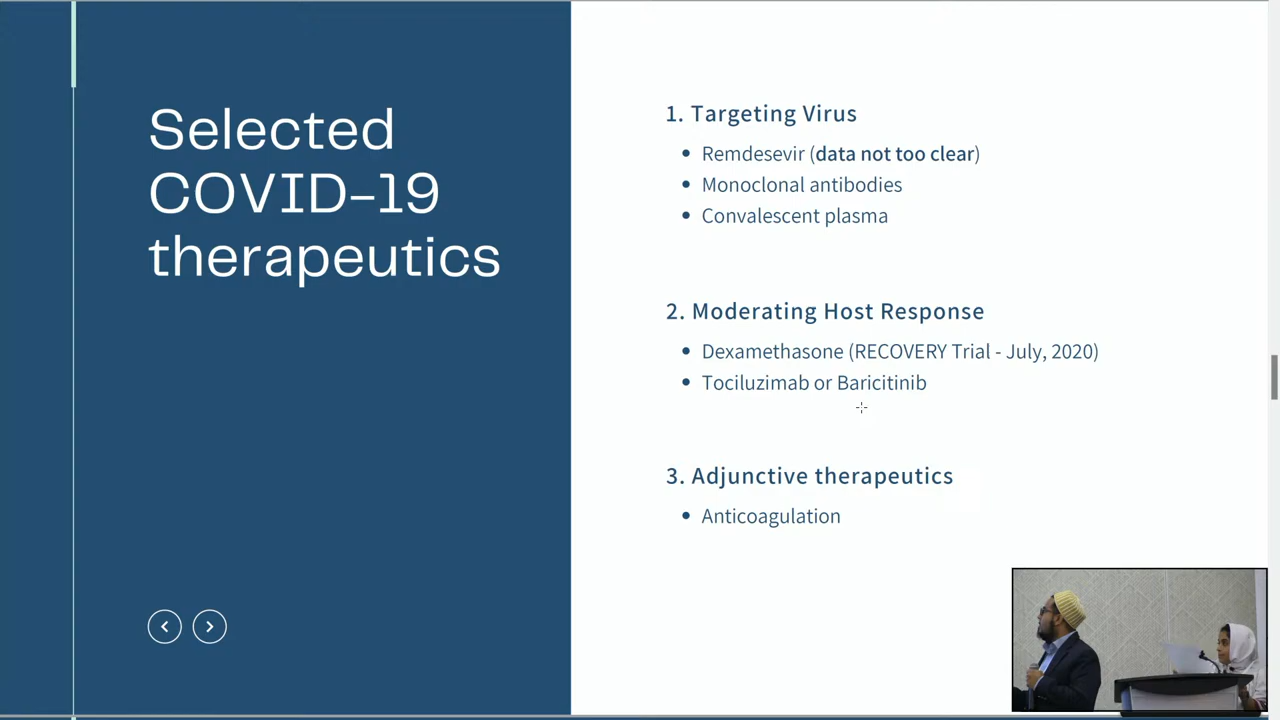 Selected
COVID-19
therapeutics
1. Targeting Virus
• Remdesevir (data not too clear)
• Monoclonal antibodies
• Convalescent plasma
2. Moderating Host Response
• Dexamethasone (RECOVERY Trial - July, 2020)
• Tociluzimab or Baricitinib
3. Adjunctive therapeutics
• Anticoagulation